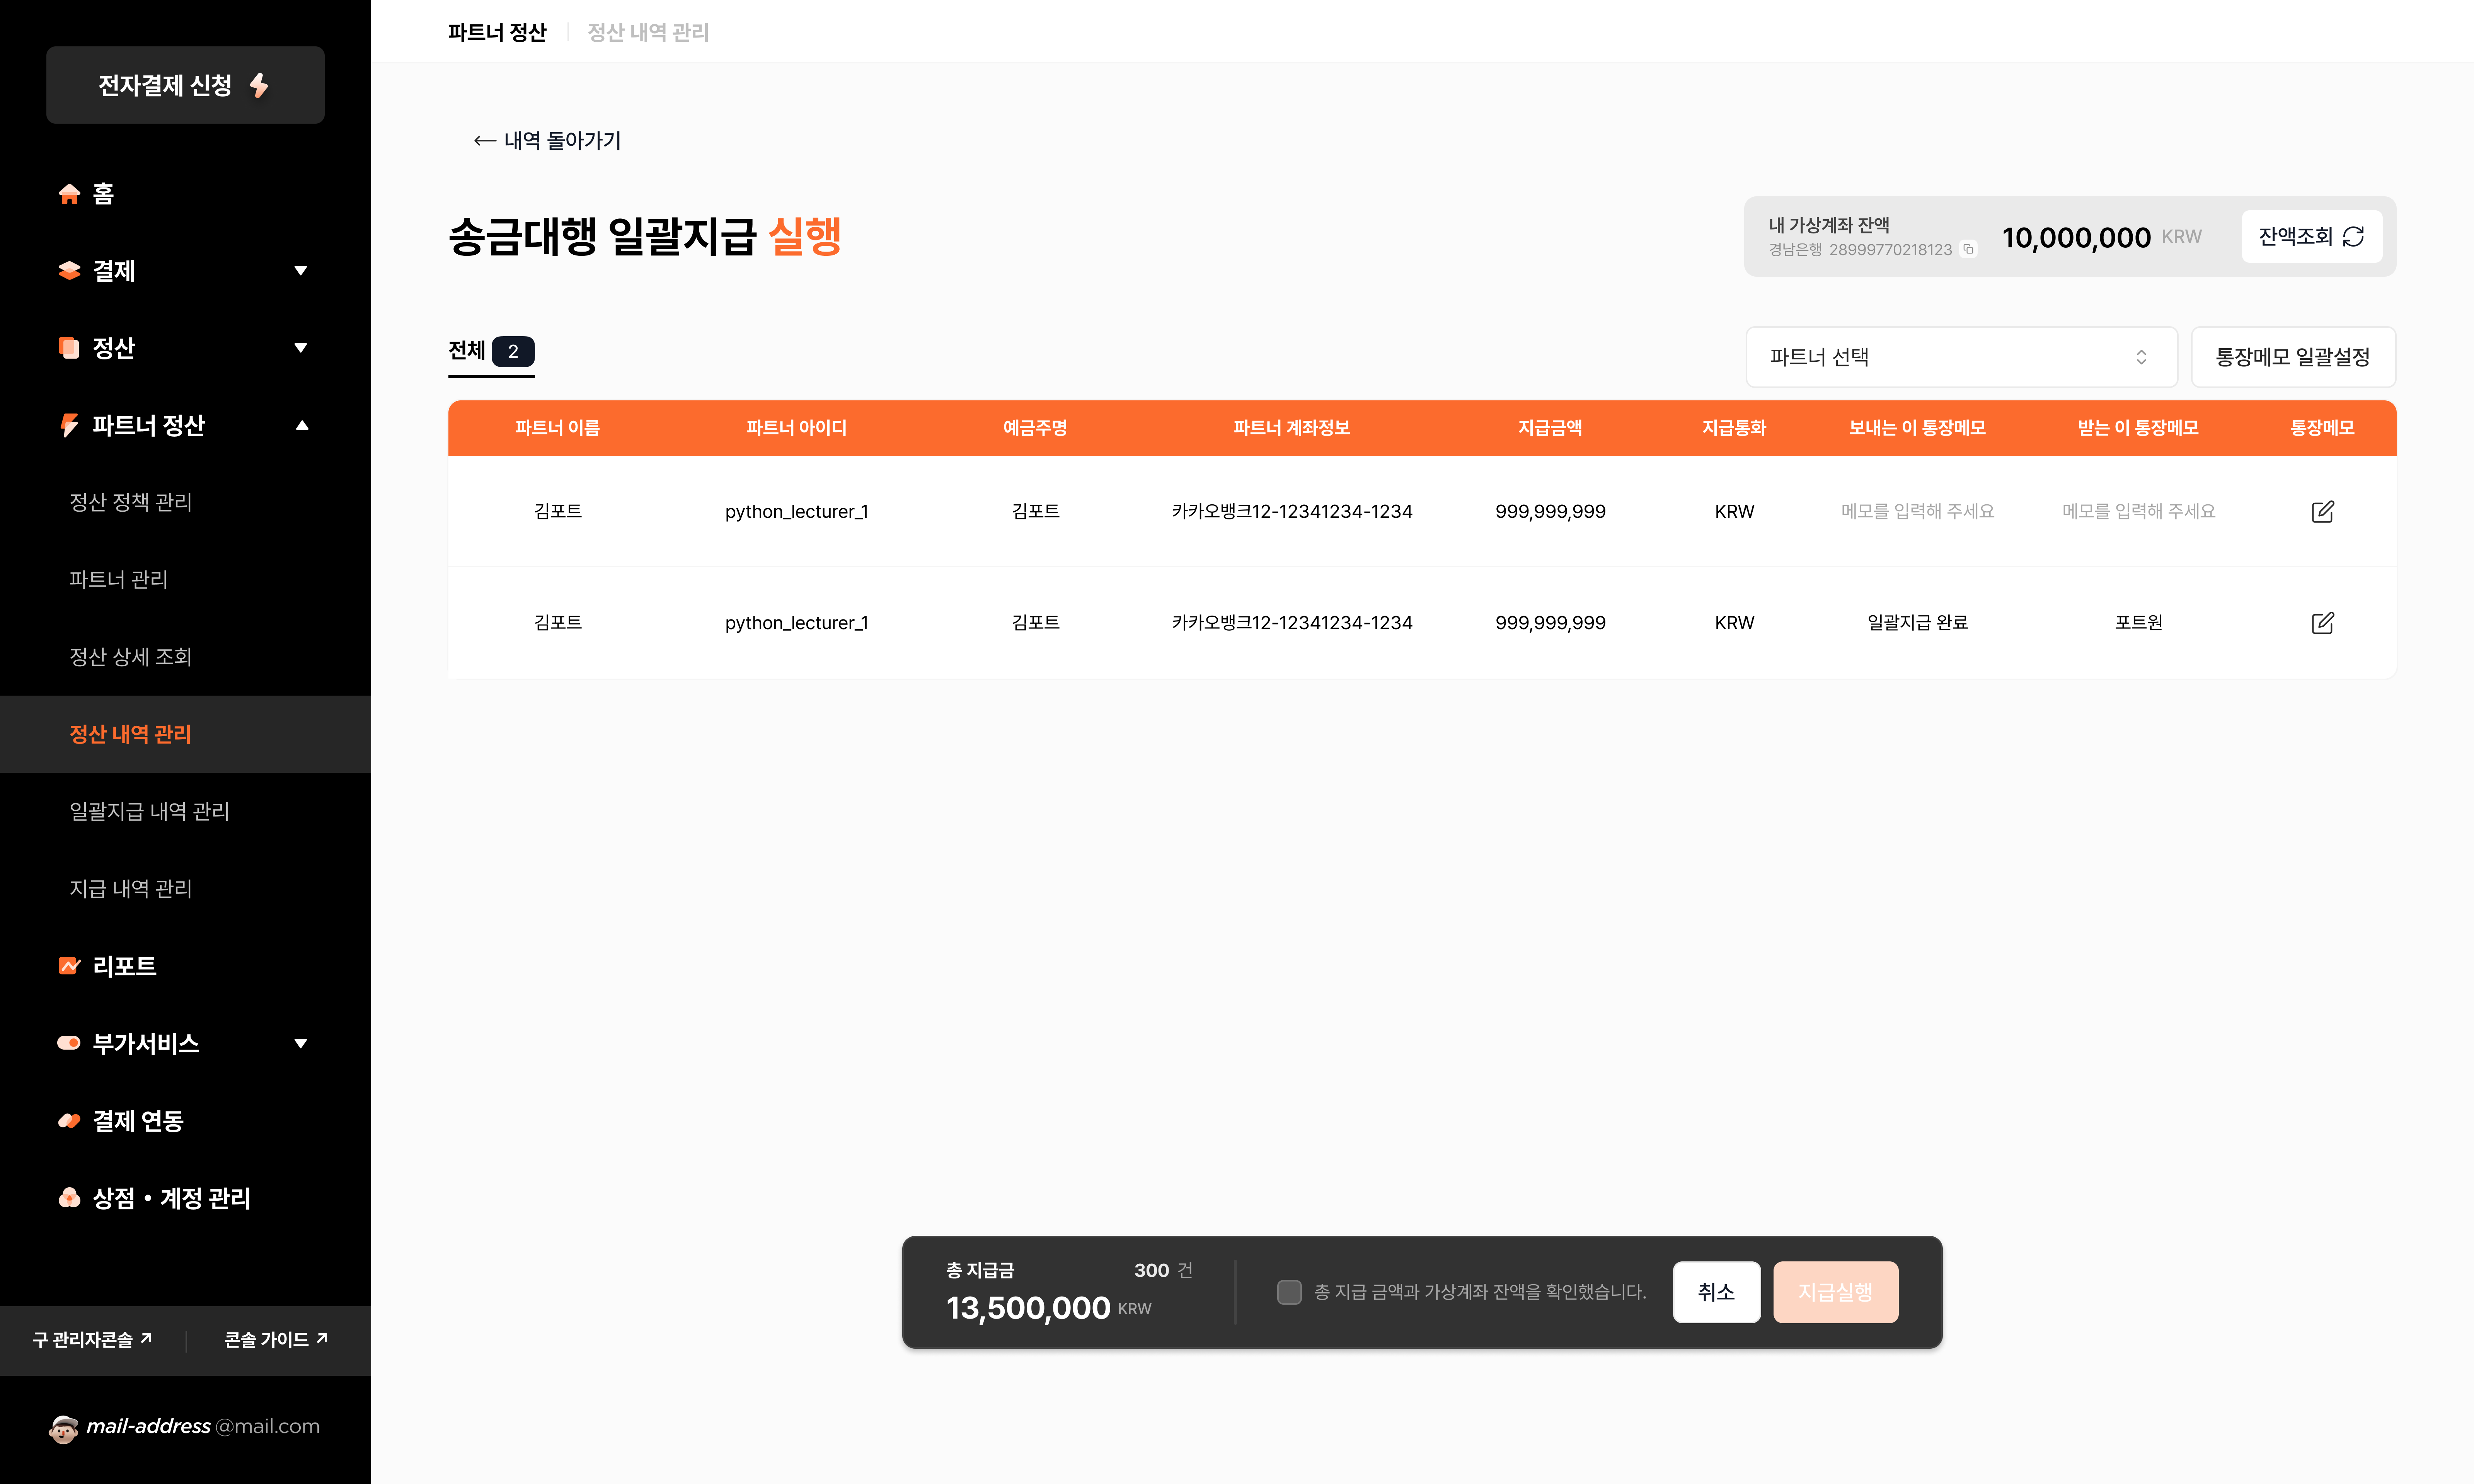 전자결제 신청
홈
결제
정산
파트너 정산
정산 정책 관리
파트너 관리
정산 상세 조회
정산 내역 관리
일괄지급 내역 관리
지급 내역 관리
리포트
부가서비스
결제 연동
상점 • 계정 관리
구 관리자콘솔 콘솔 가이드
mail-address @mail.com
파트너 정산 정산 내역 관리
내역 돌아가기
송금대행 일괄지급 실행
내 가상계좌 잔액
경남은행 28999770218123
10,000,000 KRW
잔액조회
전체 2
파트너 선택
통장메모 일괄설정
파트너 이름 파트너 아이디 예금주명 파트너 계좌정보 지급금액 지급통화 보내는 이 통장메모 받는 이 통장메모 통장메모
김포트 python_lecturer_1 김포트 카카오뱅크12-12341234-1234 999,999,999 KRW 메모를 입력해 주세요 메모를 입력해 주세요
김포트 python_lecturer_1 김포트 카카오뱅크12-12341234-1234 999,999,999 KRW 일괄지급 완료 포트원
총 지급금 300 건
13,500,000 KRW
총 지급 금액과 가상계좌 잔액을 확인했습니다.
취소
지급실행